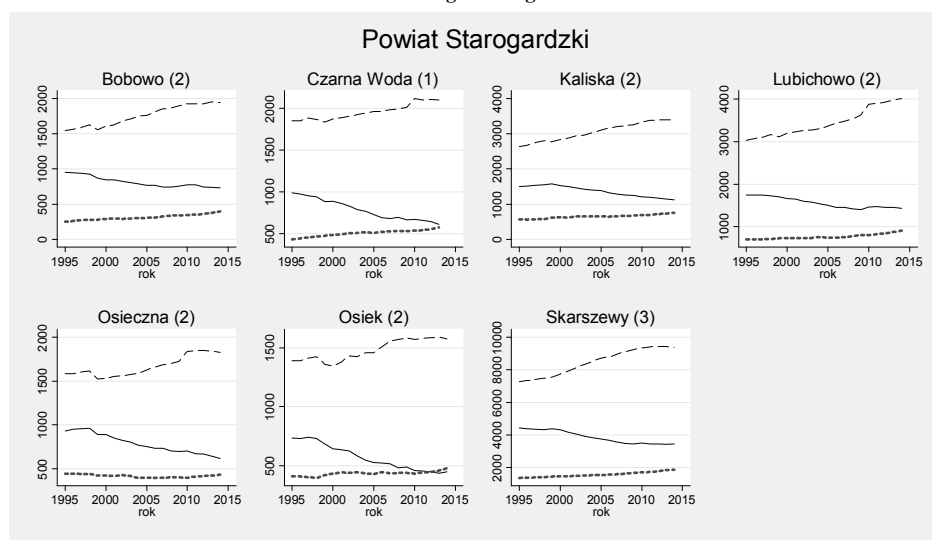 Powiat Starogardzki
Bobowo (2)
0 500 1000 1500 2000
1995 2000 2005 2010 2015
rok
Czarna Woda (1)
500 1000 1500 2000
1995 2000 2005 2010 2015
rok
Kaliska (2)
0 1000 2000 3000 4000
1995 2000 2005 2010 2015
rok
Lubichowo (2)
1000 2000 3000 4000
1995 2000 2005 2010 2015
rok
Osieczna (2)
500 1000 1500 2000
1995 2000 2005 2010 2015
rok
Osiek (2)
500 1000 1500
1995 2000 2005 2010 2015
rok
Skarszewy (3)
2000 4000 6000 8000 10000
1995 2000 2005 2010 2015
rok